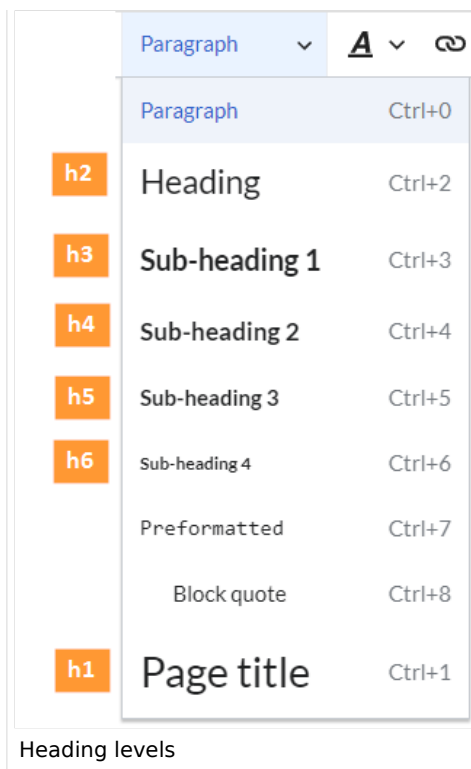 Paragraph A
Paragraph Ctrl+0
h2 Heading Ctrl+2
h3 Sub-heading 1 Ctrl+3
h4 Sub-heading 2 Ctrl+4
h5 Sub-heading 3 Ctrl+5
h6 Sub-heading 4 Ctrl+6
Preformatted Ctrl+7
Block quote Ctrl+8
h1 Page title Ctrl+1
Heading levels